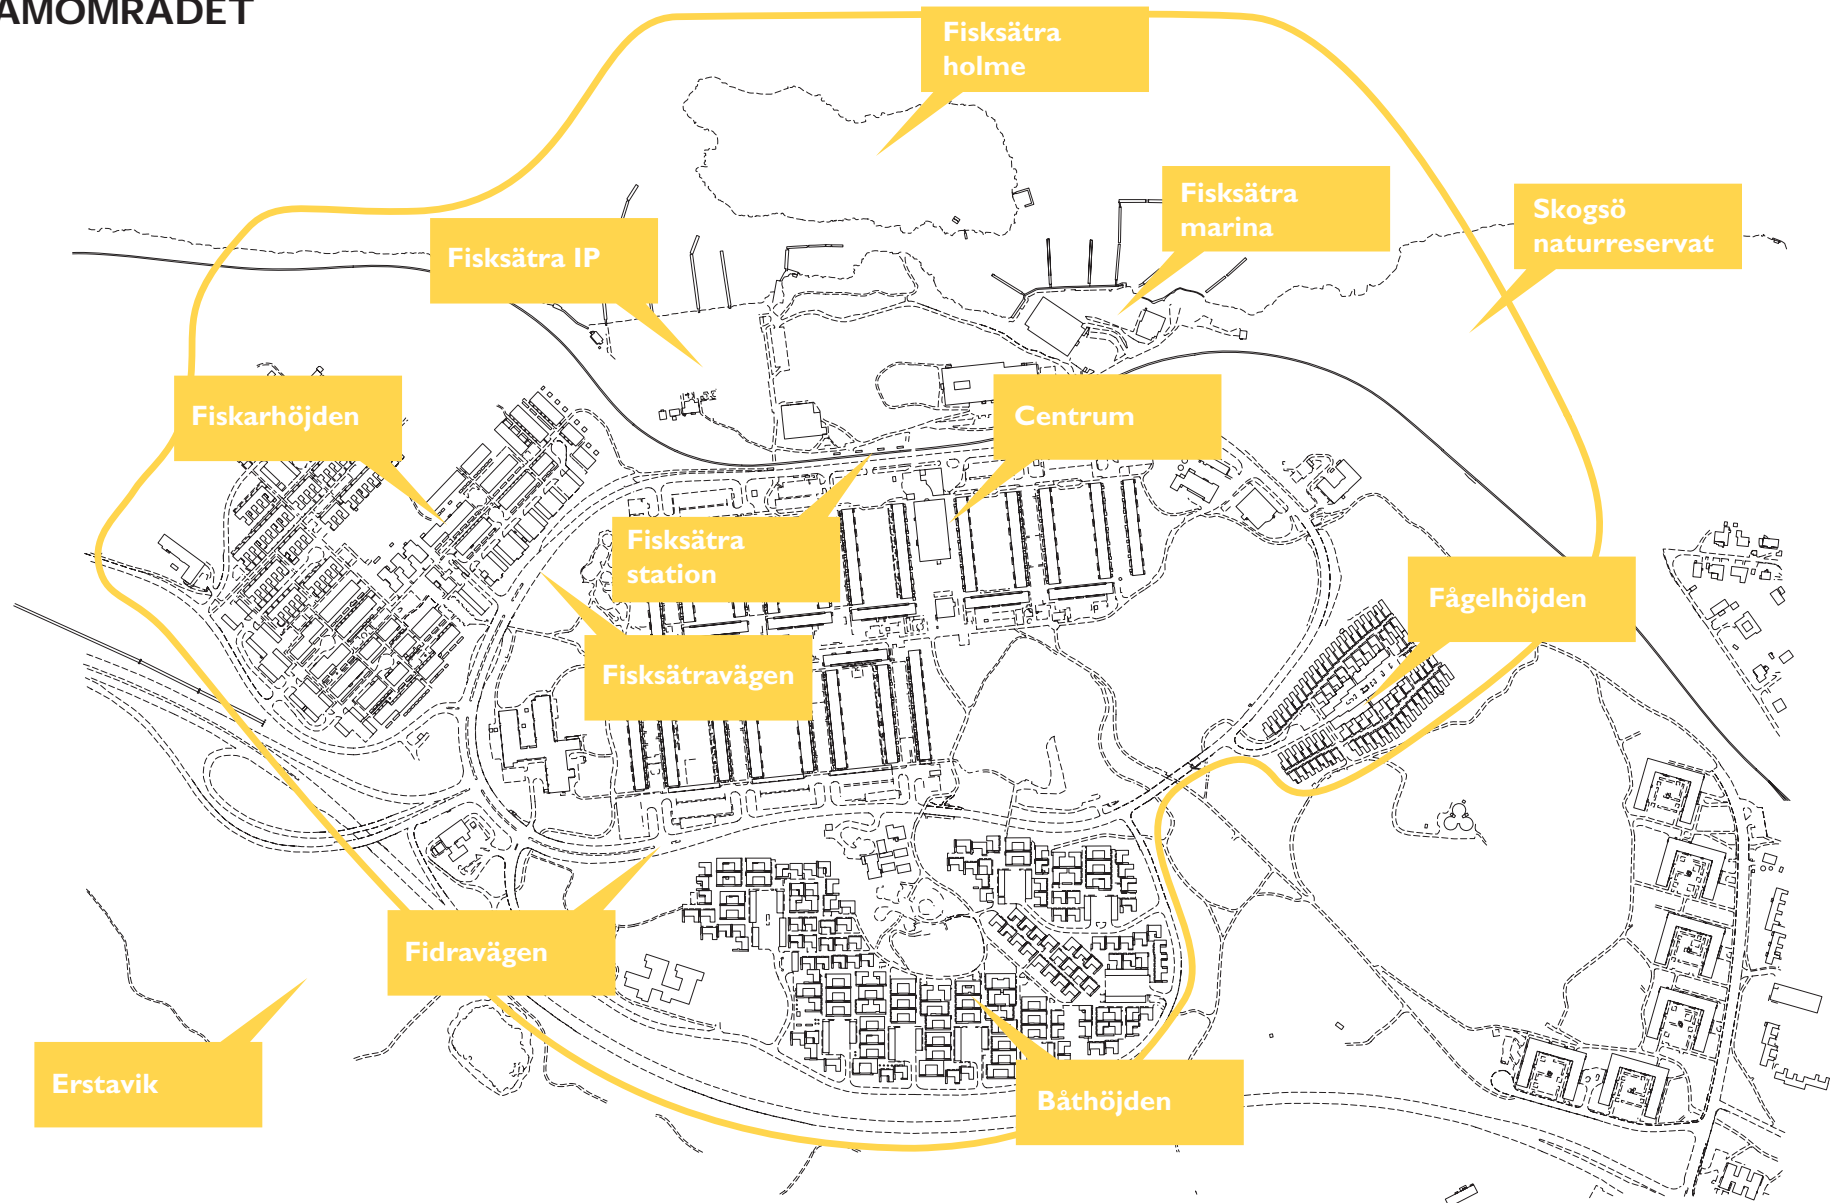 AMOMRÅDET
Fisksätra
holme
Fisksätra
marina
Skogsö
naturreservat
Fisksätra IP
Fiskarhöjden
Centrum
Fisksätra
station
Fågelhöjden
Fisksätravägen
Fidravägen
Erstavik
Båthöjden